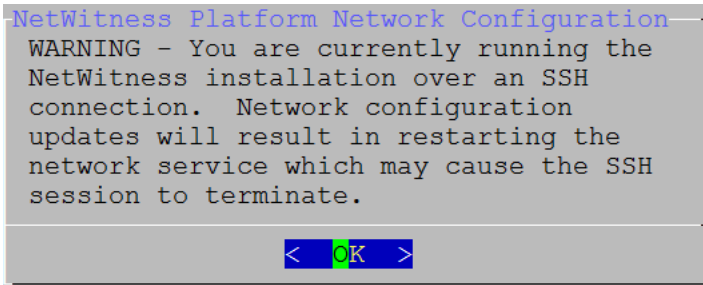 NetWitness Platform Network Configuration
WARNING - You are currently running the
NetWitness installation over an SSH
connection.  Network configuration
updates will result in restarting the
network service which may cause the SSH
session to terminate.
<  OK  >